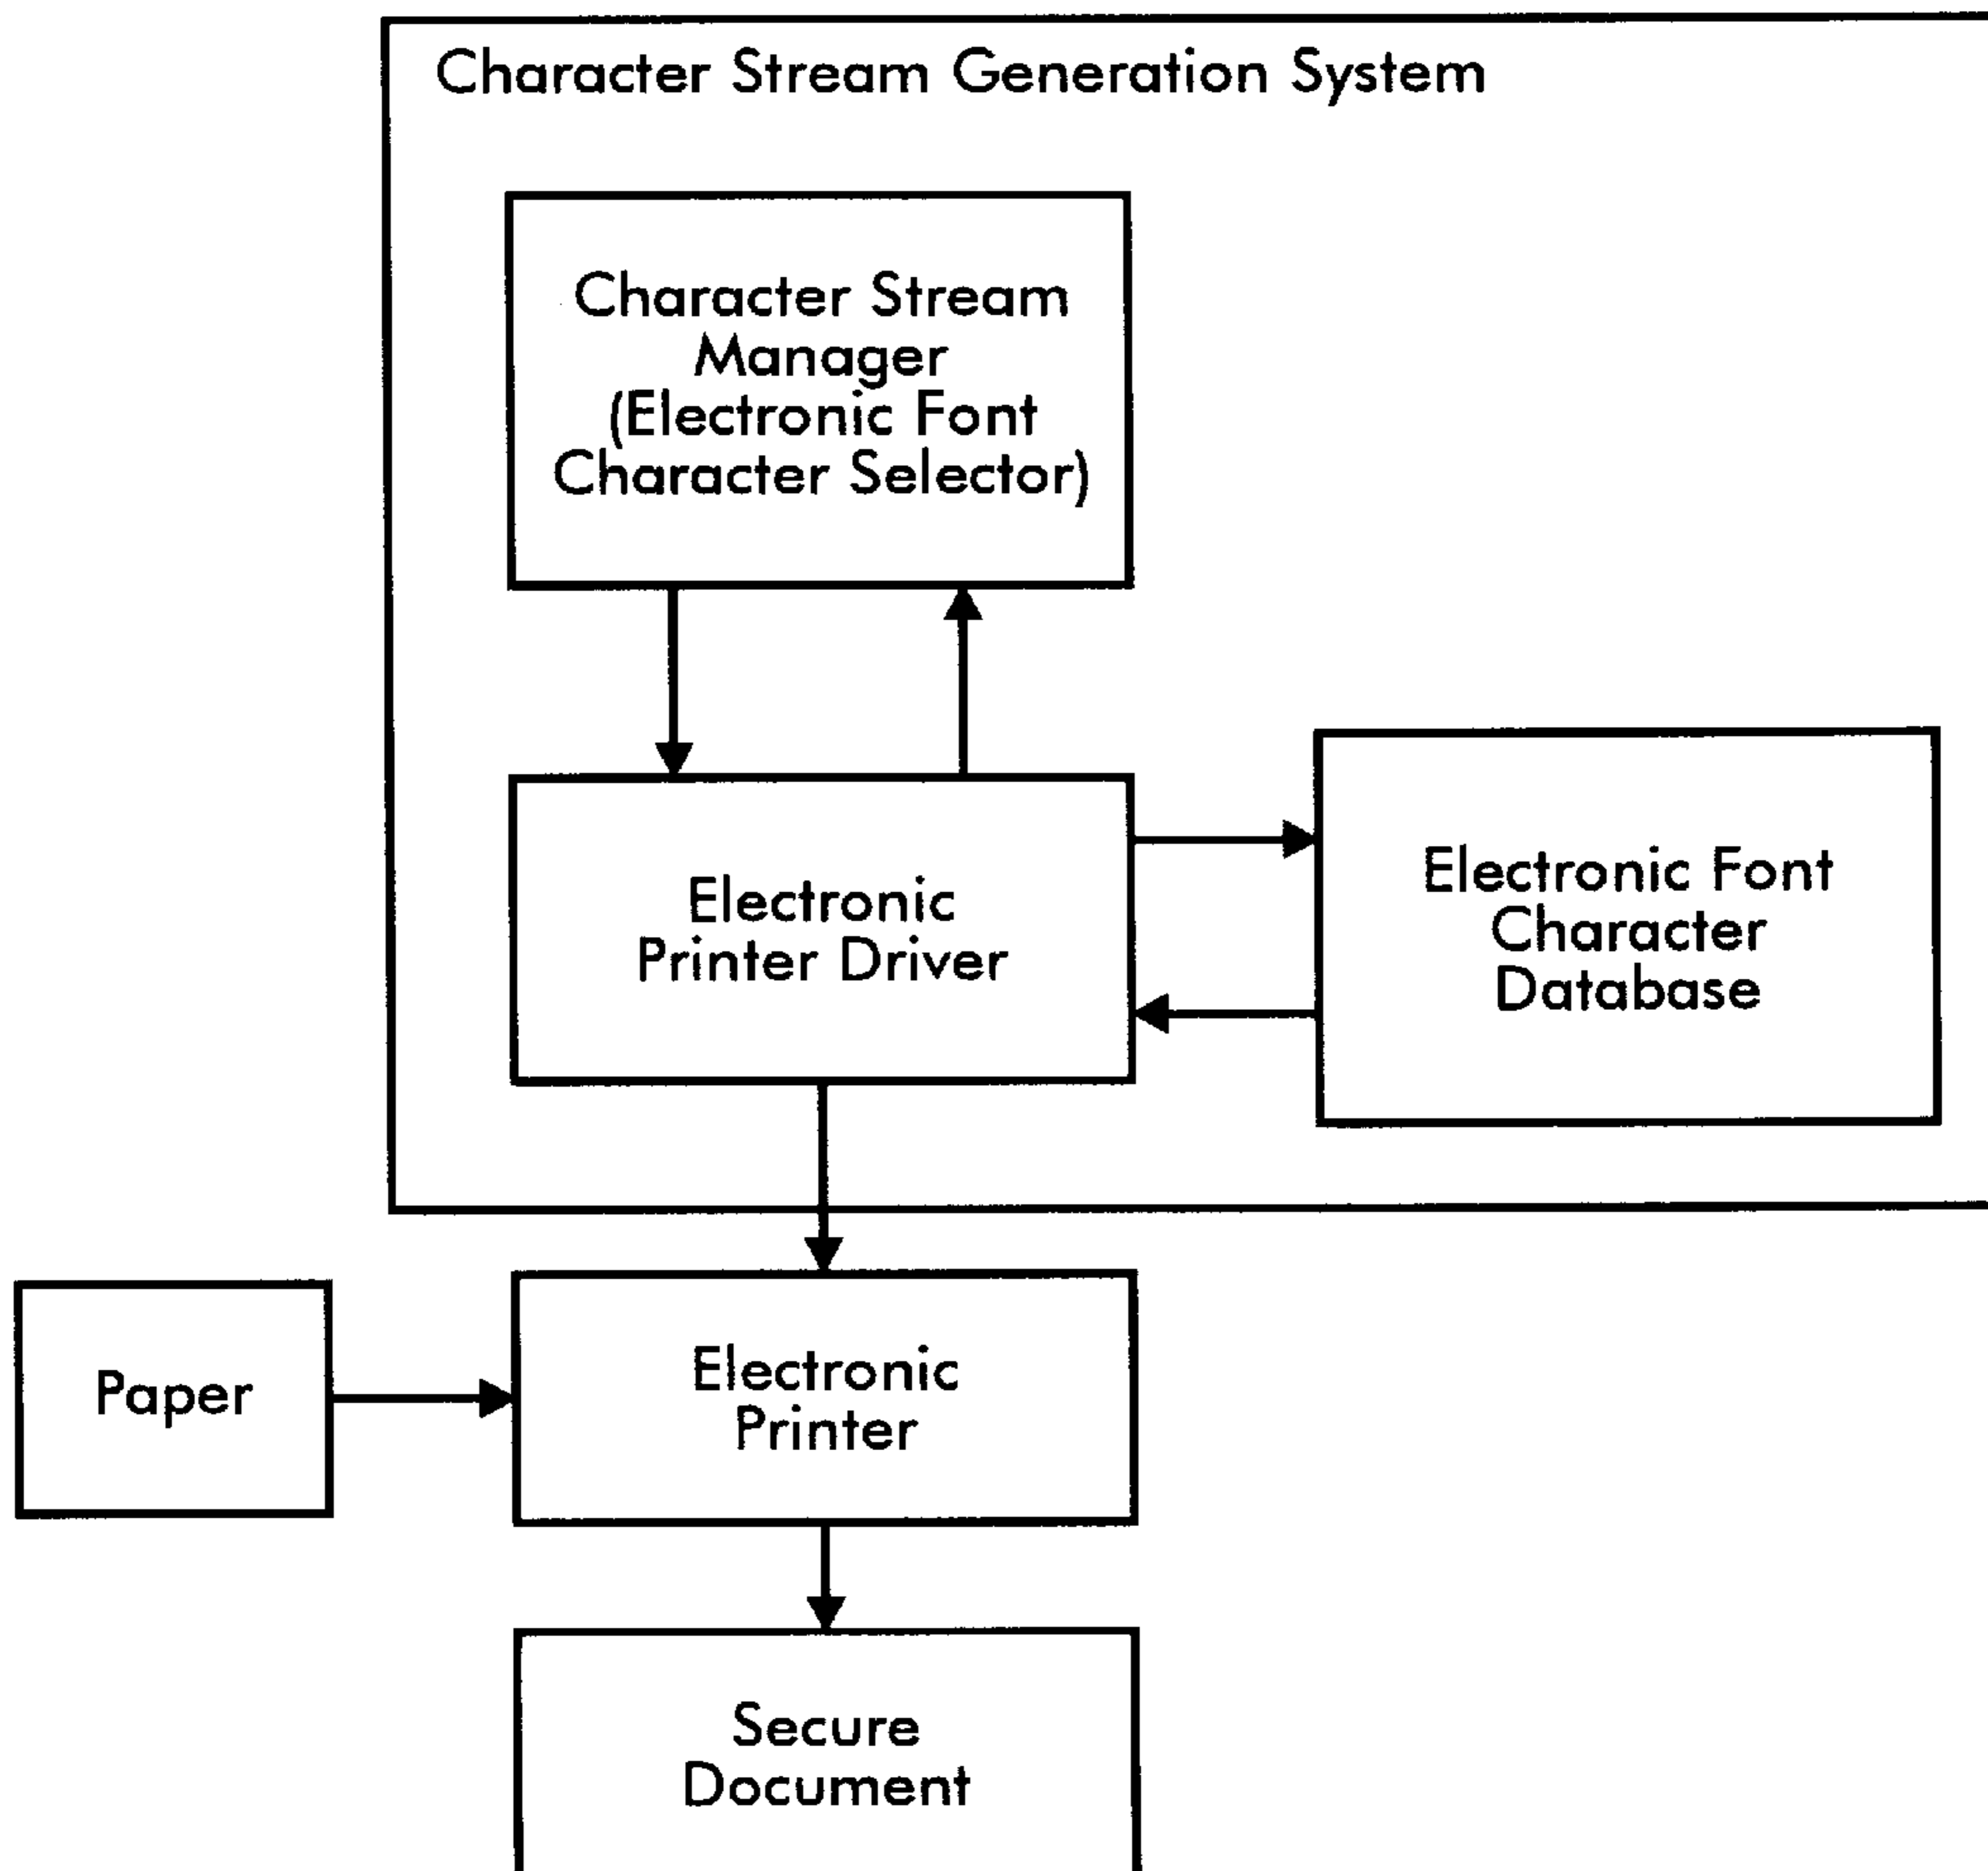 Character Stream Generation System
Character Stream
Manager
(Electronic Font
Character Selector)
Electronic
Printer Driver
Electronic Font
Character
Database
Paper
Electronic
Printer
Secure
Document